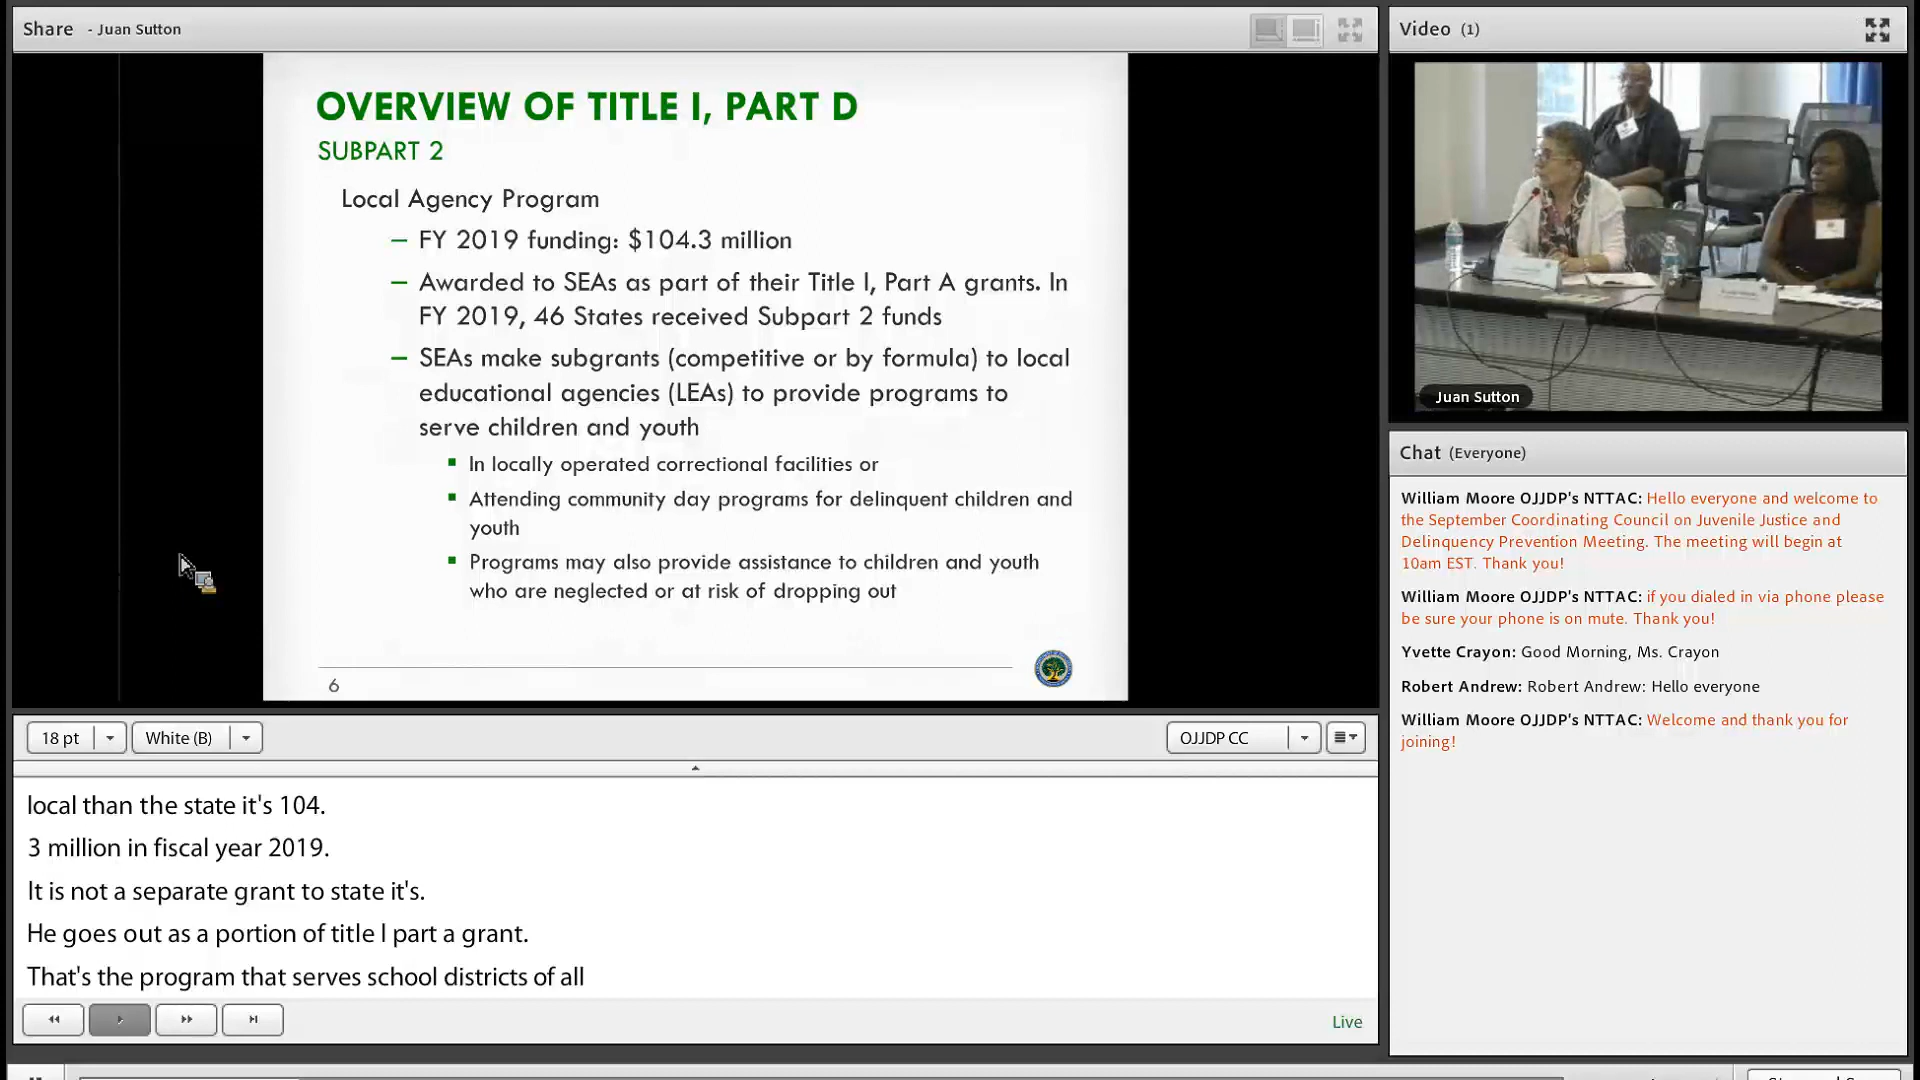 Share - Juan Sutton
OVERVIEW OF TITLE I, PART D
SUBPART 2
Local Agency Program
– FY 2019 funding: $104.3 million
– Awarded to SEAs as part of their Title I, Part A grants. In
FY 2019, 46 States received Subpart 2 funds
– SEAs make subgrants (competitive or by formula) to local
educational agencies (LEAs) to provide programs to
serve children and youth
▪ In locally operated correctional facilities or
▪ Attending community day programs for delinquent children and
youth
▪ Programs may also provide assistance to children and youth
who are neglected or at risk of dropping out
6
18 pt
White (B)
OJJDP CC
local than the state it's 104.
3 million in fiscal year 2019.
It is not a separate grant to state it's.
He goes out as a portion of title I part a grant.
That's the program that serves school districts of all
Live
Video (1)
Juan Sutton
Chat (Everyone)
William Moore OJJDP's NTTAC: Hello everyone and welcome to
the September Coordinating Council on Juvenile Justice and
Delinquency Prevention Meeting. The meeting will begin at
10am EST. Thank you!
William Moore OJJDP's NTTAC: if you dialed in via phone please
be sure your phone is on mute. Thank you!
Yvette Crayon: Good Morning, Ms. Crayon
Robert Andrew: Robert Andrew: Hello everyone
William Moore OJJDP's NTTAC: Welcome and thank you for
joining!